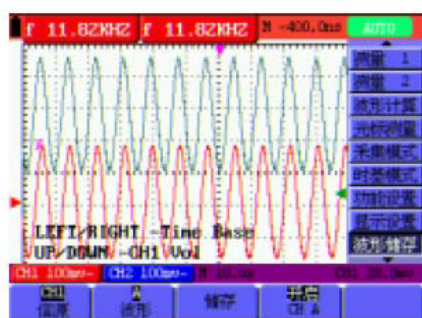 f 11.82KHZ f 11.82KHZ M -400.0ns AUTO
测量 1
测量 2
波形计算
光标测量
采集模式
时基模式
功能设置
显示设置
波形储存
LEFT/RIGHT -Time Base
UP/DOWN -CH1 Vol
CH1 100mv~ CH2 100mv~ M CH1
CH1 A 储存 开启
信源 波形 CH A